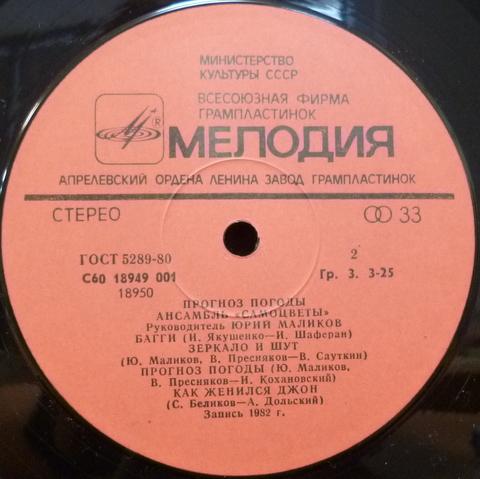 МИНИСТЕРСТВО
КУЛЬТУРЫ СССР
ВСЕСОЮЗНАЯ ФИРМА
ГРАМПЛАСТИНОК
® МЕЛОДИЯ
АПРЕЛЕВСКИЙ ОРДЕНА ЛЕНИНА ЗАВОД ГРАМПЛАСТИНОК
СТЕРЕО 33
ГОСТ 5289-80 2
С60 18949 001 Гр. 3. 3-25
18950
ПРОГНОЗ ПОГОДЫ
АНСАМБЛЬ «САМОЦВЕТЫ»
Руководитель ЮРИЙ МАЛИКОВ
БАГГИ (И. Якушенко—И. Шаферан)
ЗЕРКАЛО И ШУТ
(Ю. Маликов, В. Пресняков—В. Сауткин)
ПРОГНОЗ ПОГОДЫ (Ю. Маликов,
В. Пресняков—И. Кохановский)
КАК ЖЕНИЛСЯ ДЖОН
(С. Беликов—А. Дольский)
Запись 1982 г.